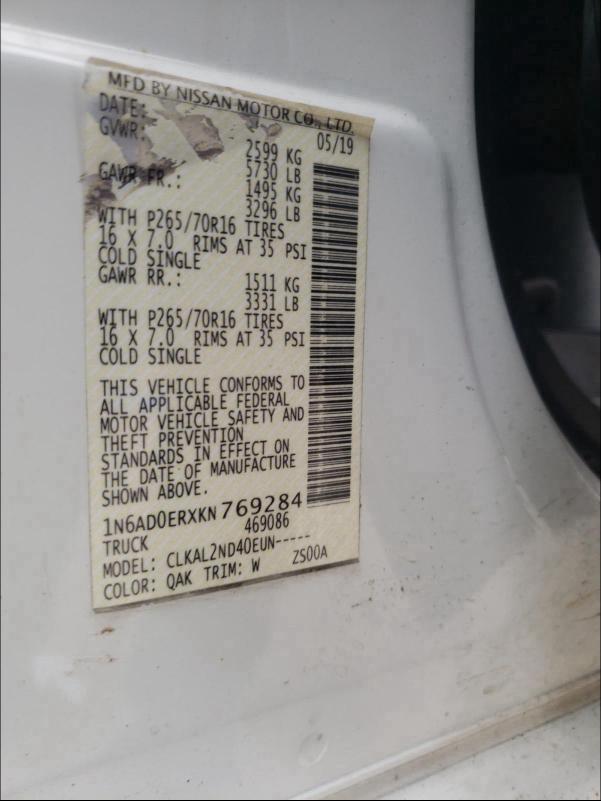 MFD BY NISSAN MOTOR CO., LTD.
DATE: 05/19
GVWR: 2599 KG
5730 LB
GAWR FR.: 1495 KG
3296 LB
WITH P265/70R16 TIRES
16 X 7.0 RIMS AT 35 PSI
COLD SINGLE
GAWR RR.: 1511 KG
3331 LB
WITH P265/70R16 TIRES
16 X 7.0 RIMS AT 35 PSI
COLD SINGLE
THIS VEHICLE CONFORMS TO
ALL APPLICABLE FEDERAL
MOTOR VEHICLE SAFETY AND
THEFT PREVENTION
STANDARDS IN EFFECT ON
THE DATE OF MANUFACTURE
SHOWN ABOVE.
1N6AD0ERXKN769284
469086
TRUCK
MODEL: CLKAL2ND40EUN-----
COLOR: QAK TRIM: W ZS00A